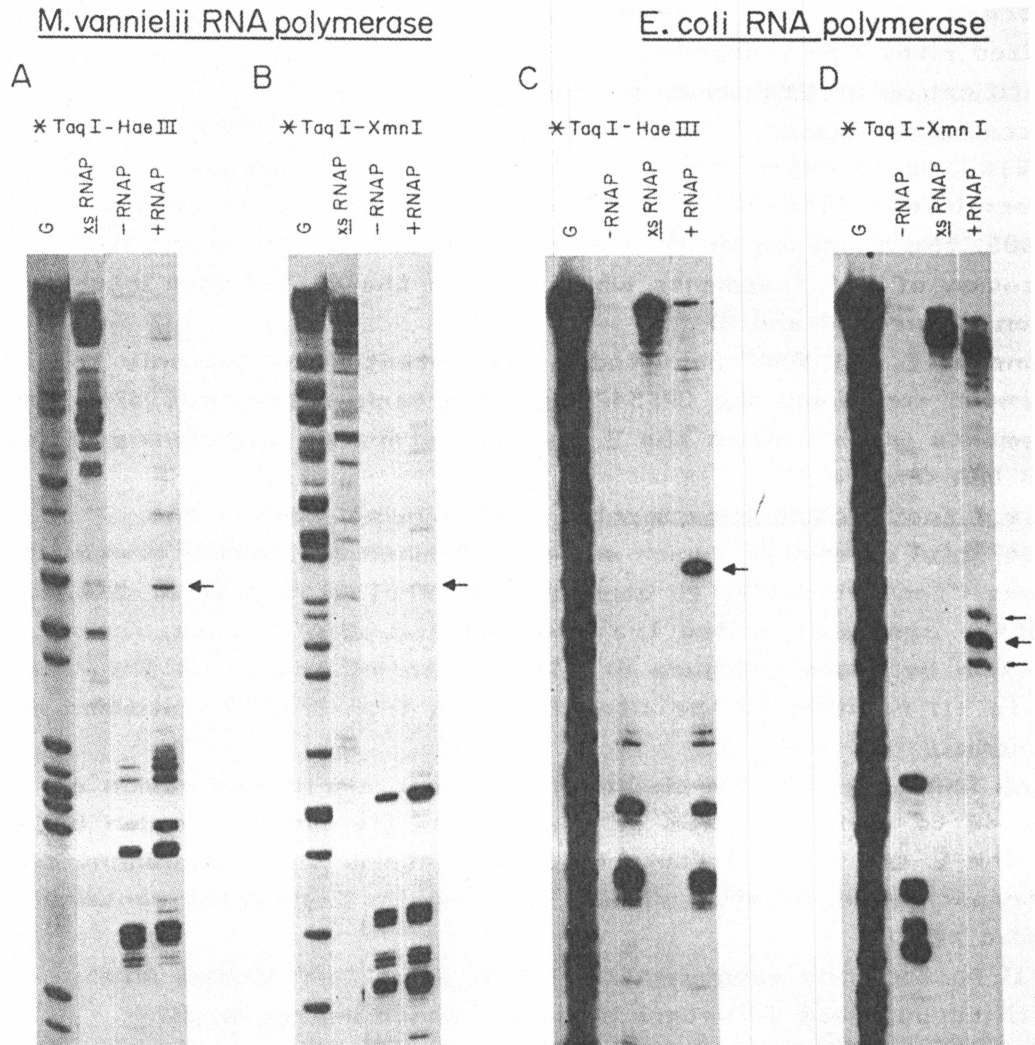 M. vannielii RNA polymerase
E. coli RNA polymerase
A
B
C
D
* Taq I - Hae III
* Taq I - Xmn I
* Taq I - Hae III
* Taq I - Xmn I
G
xs RNAP
- RNAP
+ RNAP
G
xs RNAP
- RNAP
+ RNAP
G
- RNAP
xs RNAP
+ RNAP
G
- RNAP
xs RNAP
+ RNAP